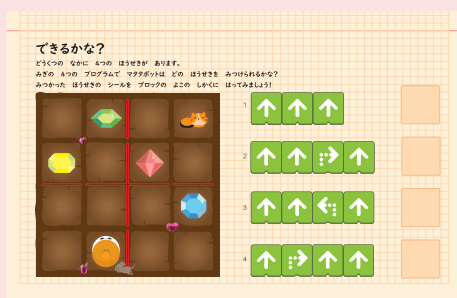 できるかな?
どうくつの なかに 4つの ほうせきが あります。
みぎの 4つの プログラムで マタタボットは どの ほうせきを みつけられるかな?
みつかった ほうせきの シールを ブロックの よこの しかくに はってみましょう!
1
2
3
4